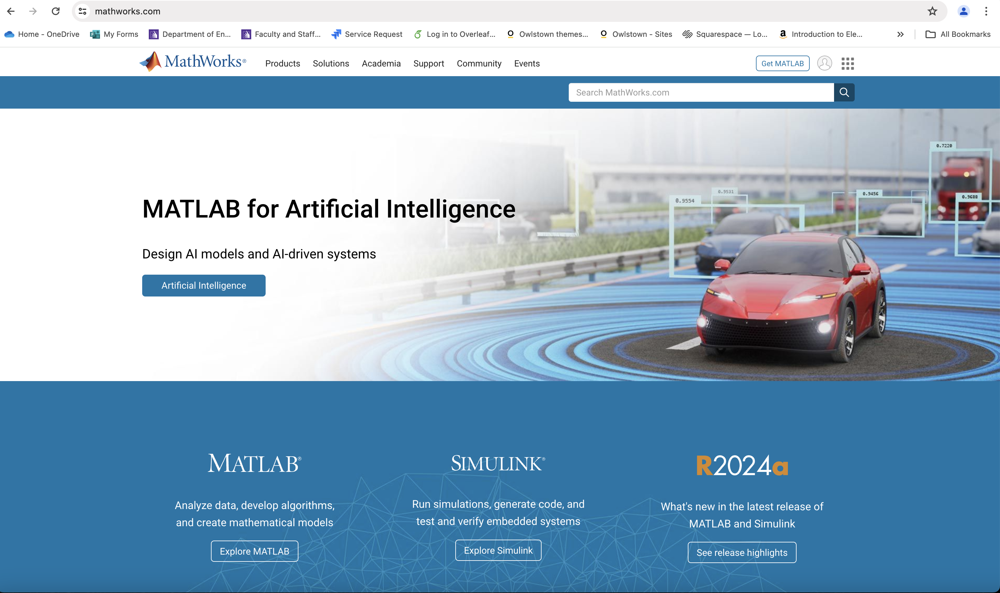 mathworks.com
Home - OneDrive My Forms Department of En... Faculty and Staff... Service Request Log in to Overleaf... Owlstown themes... Owlstown - Sites Squarespace — Lo... Introduction to Ele... All Bookmarks
MathWorks® Products Solutions Academia Support Community Events Get MATLAB
Search MathWorks.com
0.7220
0.9531
0.9456
0.9688
0.9554
MATLAB for Artificial Intelligence
Design AI models and AI-driven systems
Artificial Intelligence
MATLAB®
Analyze data, develop algorithms,
and create mathematical models
Explore MATLAB
SIMULINK®
Run simulations, generate code, and
test and verify embedded systems
Explore Simulink
R2024a
What's new in the latest release of
MATLAB and Simulink
See release highlights